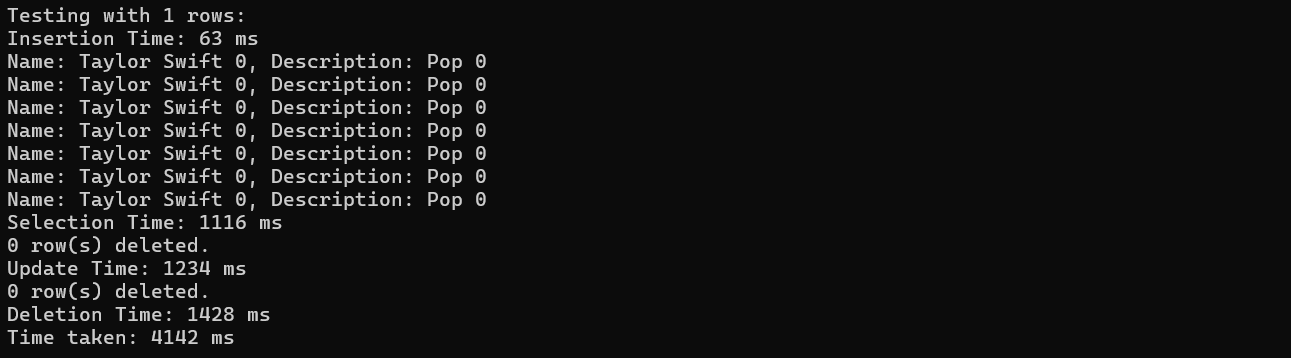 Testing with 1 rows:
Insertion Time: 63 ms
Name: Taylor Swift 0, Description: Pop 0
Name: Taylor Swift 0, Description: Pop 0
Name: Taylor Swift 0, Description: Pop 0
Name: Taylor Swift 0, Description: Pop 0
Name: Taylor Swift 0, Description: Pop 0
Name: Taylor Swift 0, Description: Pop 0
Name: Taylor Swift 0, Description: Pop 0
Selection Time: 1116 ms
0 row(s) deleted.
Update Time: 1234 ms
0 row(s) deleted.
Deletion Time: 1428 ms
Time taken: 4142 ms